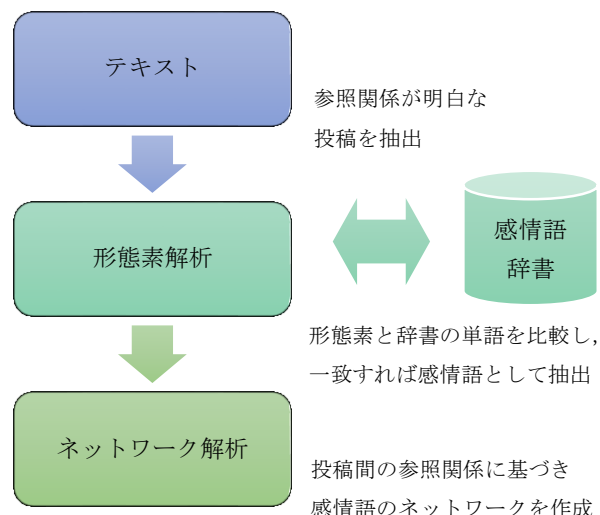 テキスト
参照関係が明白な
投稿を抽出
形態素解析
感情語
辞書
形態素と辞書の単語を比較し,
一致すれば感情語として抽出
ネットワーク解析
投稿間の参照関係に基づき
感情語のネットワークを作成